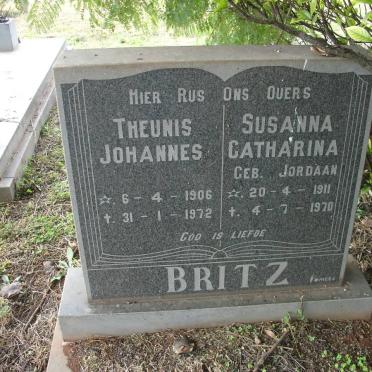 Hier Rus Ons Ouers
Theunis
Johannes
☆ 6-4-1906
† 31-1-1972
Susanna
Catharina
geb. Jordaan
☆ 20-4-1911
† 4-7-1970
God is liefde
BRITZ